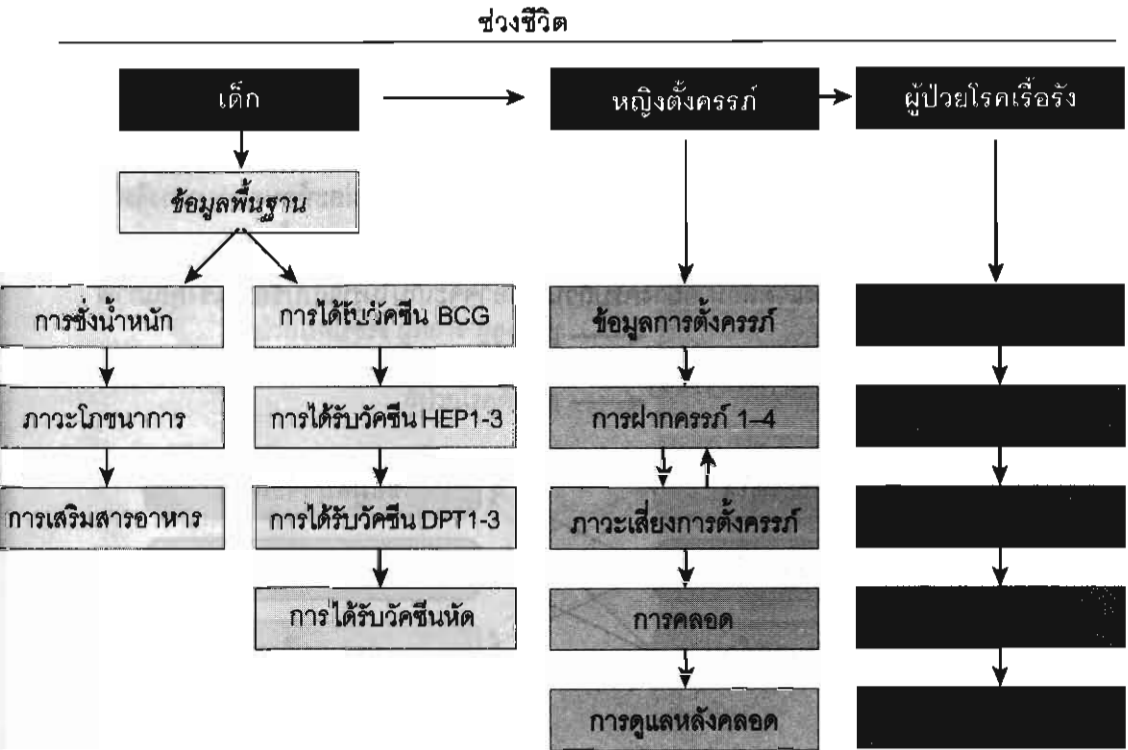 ช่วงชีวิต
เด็ก
หญิงตั้งครรภ์
ผู้ป่วยโรคเรื้อรัง
ข้อมูลพื้นฐาน
การชั่งน้ำหนัก
การได้รับวัคซีน BCG
ข้อมูลการตั้งครรภ์
ภาวะโภชนาการ
การได้รับวัคซีน HEP1-3
การฝากครรภ์ 1–4
การเสริมสารอาหาร
การได้รับวัคซีน DPT1-3
ภาวะเสี่ยงการตั้งครรภ์
การได้รับวัคซีนหัด
การคลอด
การดูแลหลังคลอด